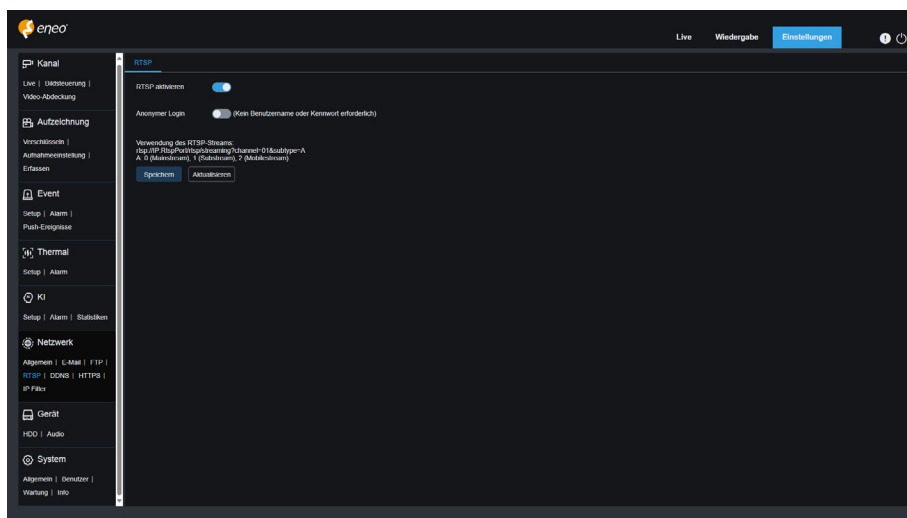 eneo
Live
Wiedergabe
Einstellungen
Kanal
Live | Bildsteuerung |
Video-Abdeckung
Aufzeichnung
Verschlüsseln |
Aufnahmeeinstellung |
Erfassen
Event
Setup | Alarm |
Push-Ereignisse
Thermal
Setup | Alarm
KI
Setup | Alarm | Statistiken
Netzwerk
Allgemein | E-Mail | FTP |
RTSP | DDNS | HTTPS |
IP Filter
Gerät
HDD | Audio
System
Allgemein | Benutzer |
Wartung | Info
RTSP
RTSP aktivieren
Anonymer Login (Kein Benutzername oder Kennwort erforderlich)
Verwendung des RTSP-Streams:
rtsp://IP:RtspPort/rtsp/streaming?channel=01&subtype=A
A: 0 (Mainstream), 1 (Substream), 2 (Mobilestream)
Speichern
Aktualisieren